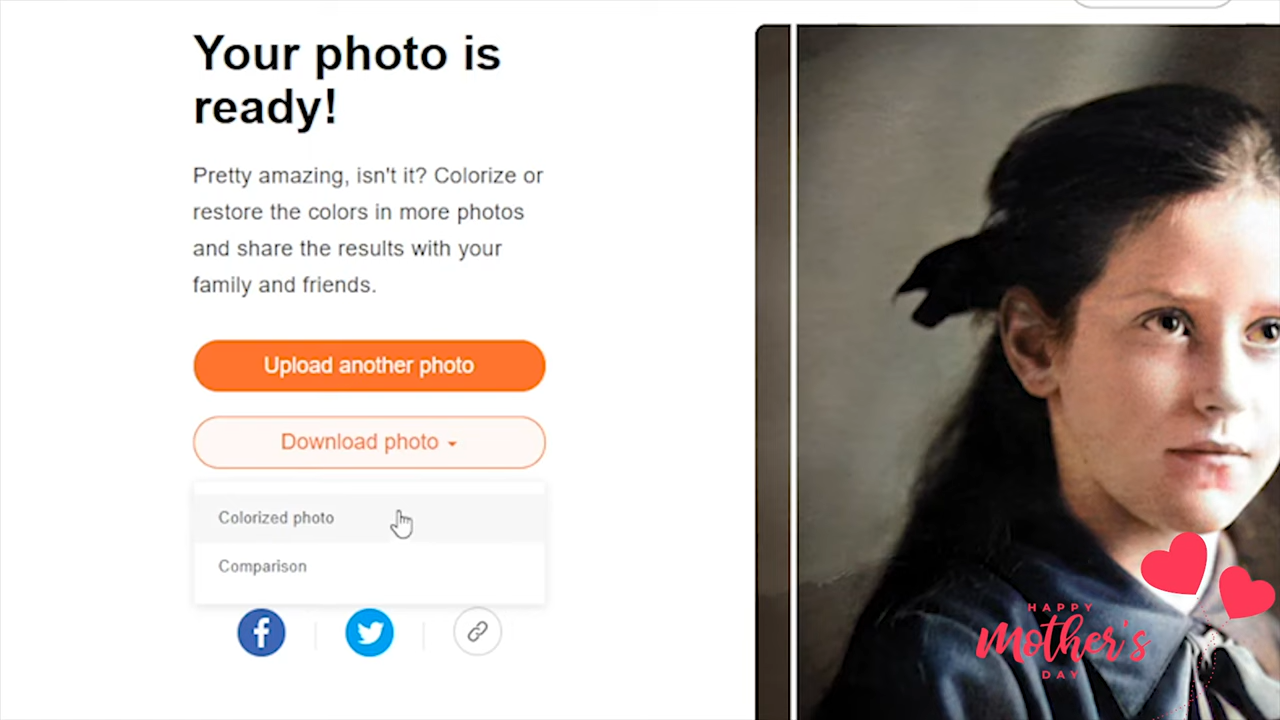 Your photo is
ready!
Pretty amazing, isn't it? Colorize or
restore the colors in more photos
and share the results with your
family and friends.
Upload another photo
Download photo
Colorized photo
Comparison
HAPPY
Mother's
DAY